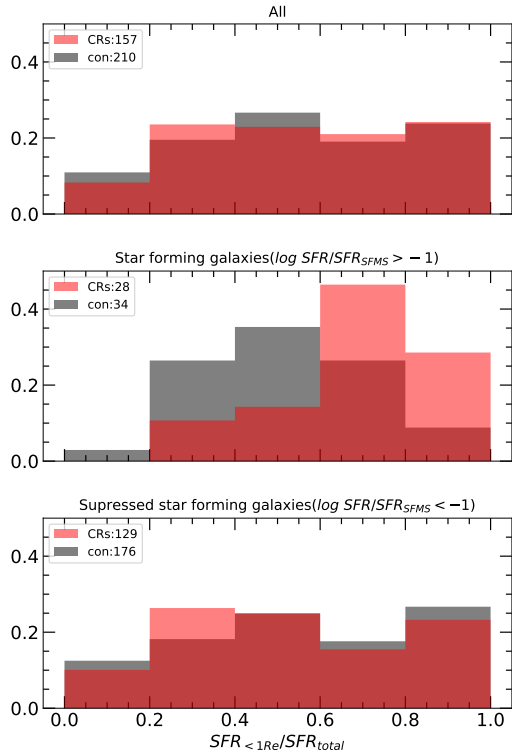 All
CRs:157
con:210
0.4
0.2
0.0
Star forming galaxies(log SFR/SFR_SFMS > − 1)
CRs:28
con:34
0.4
0.2
0.0
Supressed star forming galaxies(log SFR/SFR_SFMS < −1)
CRs:129
con:176
0.4
0.2
0.0
0.0 0.2 0.4 0.6 0.8 1.0
SFR_<1Re/SFR_total